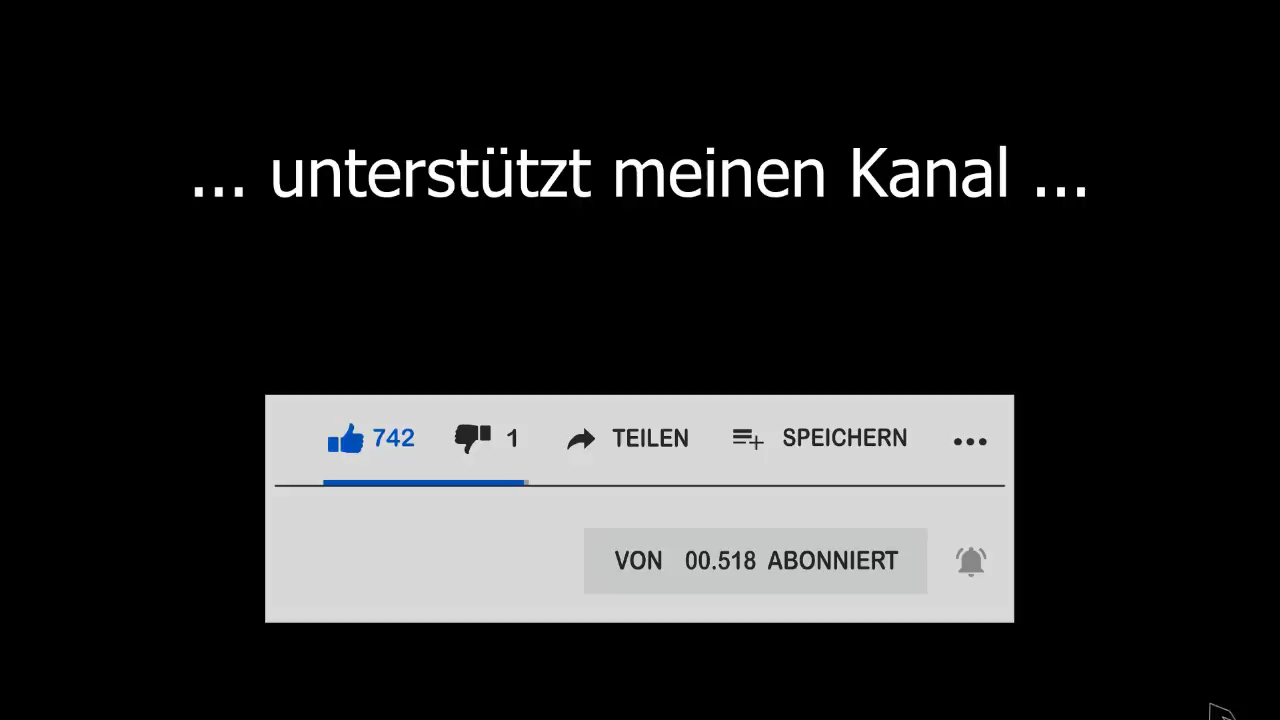 ... unterstützt meinen Kanal ...
742 1 TEILEN SPEICHERN
VON 00.518 ABONNIERT